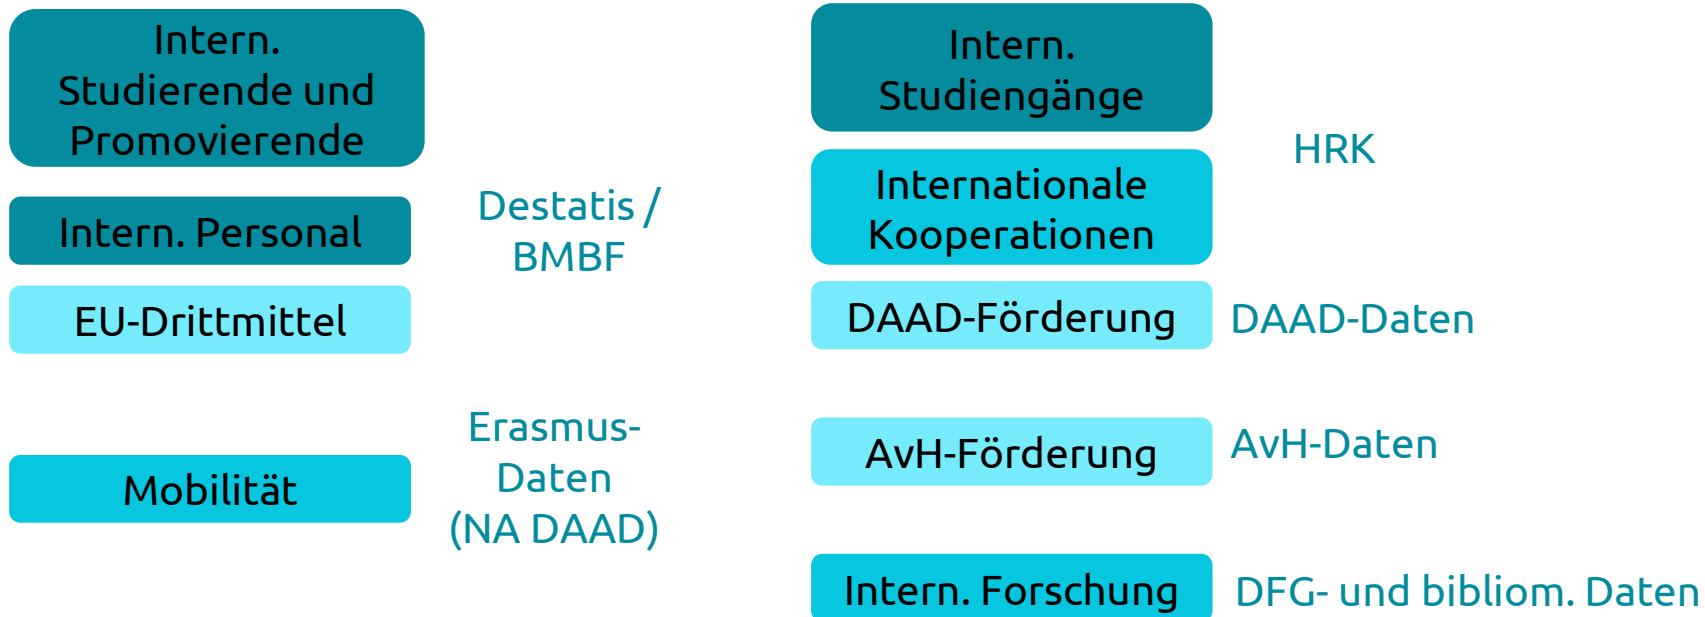 Intern.
Studierende und
Promovierende
Intern. Personal
EU-Drittmittel
Destatis /
BMBF
Mobilität
Erasmus-
Daten
(NA DAAD)
Intern.
Studiengänge
Internationale
Kooperationen
HRK
DAAD-Förderung
DAAD-Daten
AvH-Förderung
AvH-Daten
Intern. Forschung
DFG- und bibliom. Daten